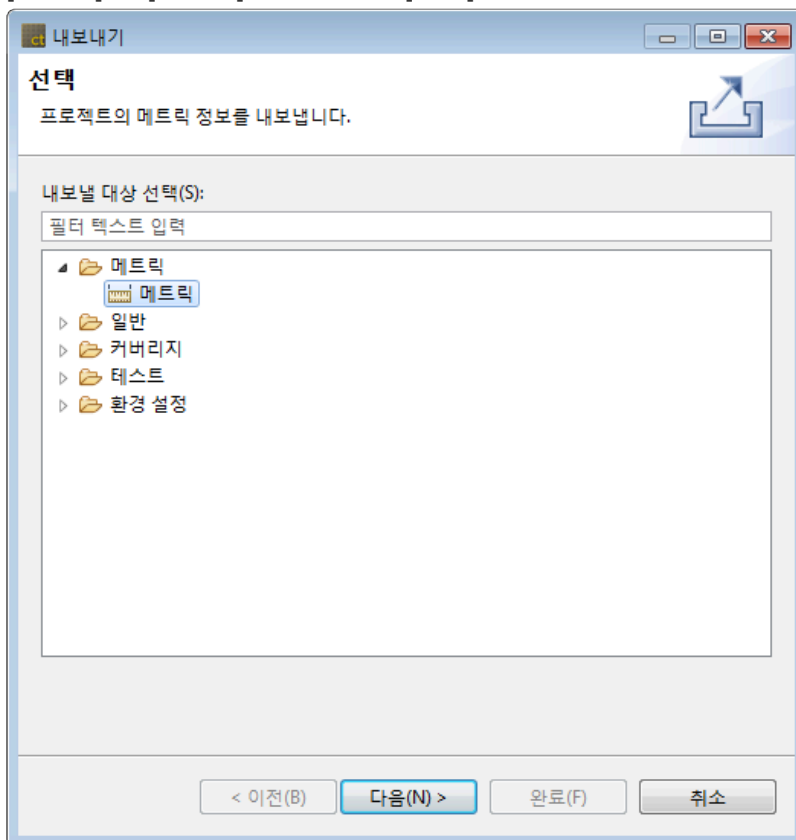 ct 내보내기
선택
프로젝트의 메트릭 정보를 내보냅니다.
내보낼 대상 선택(S):
필터 텍스트 입력
메트릭
메트릭
일반
커버리지
테스트
환경 설정
< 이전(B) 다음(N) > 완료(F) 취소